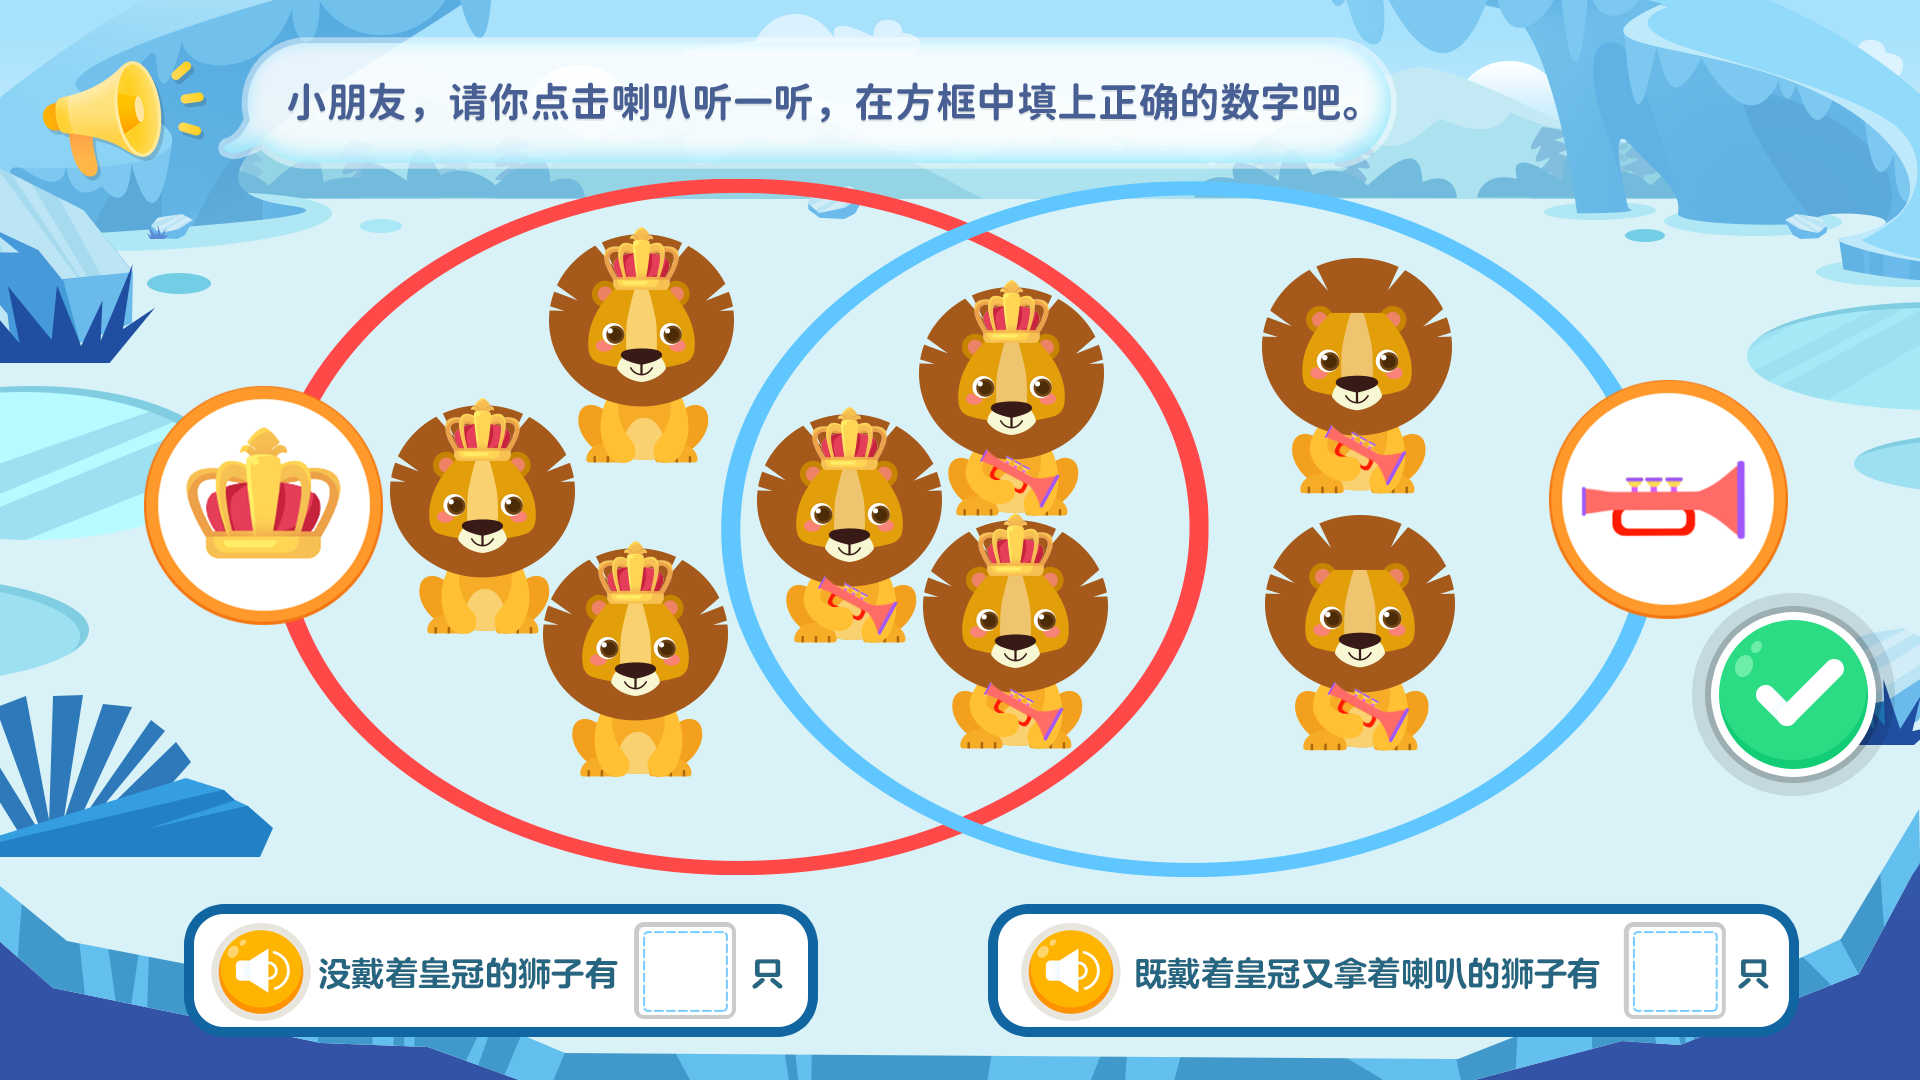 小朋友，请你点击喇叭听一听，在方框中填上正确的数字吧。
没戴着皇冠的狮子有 只
既戴着皇冠又拿着喇叭的狮子有 只